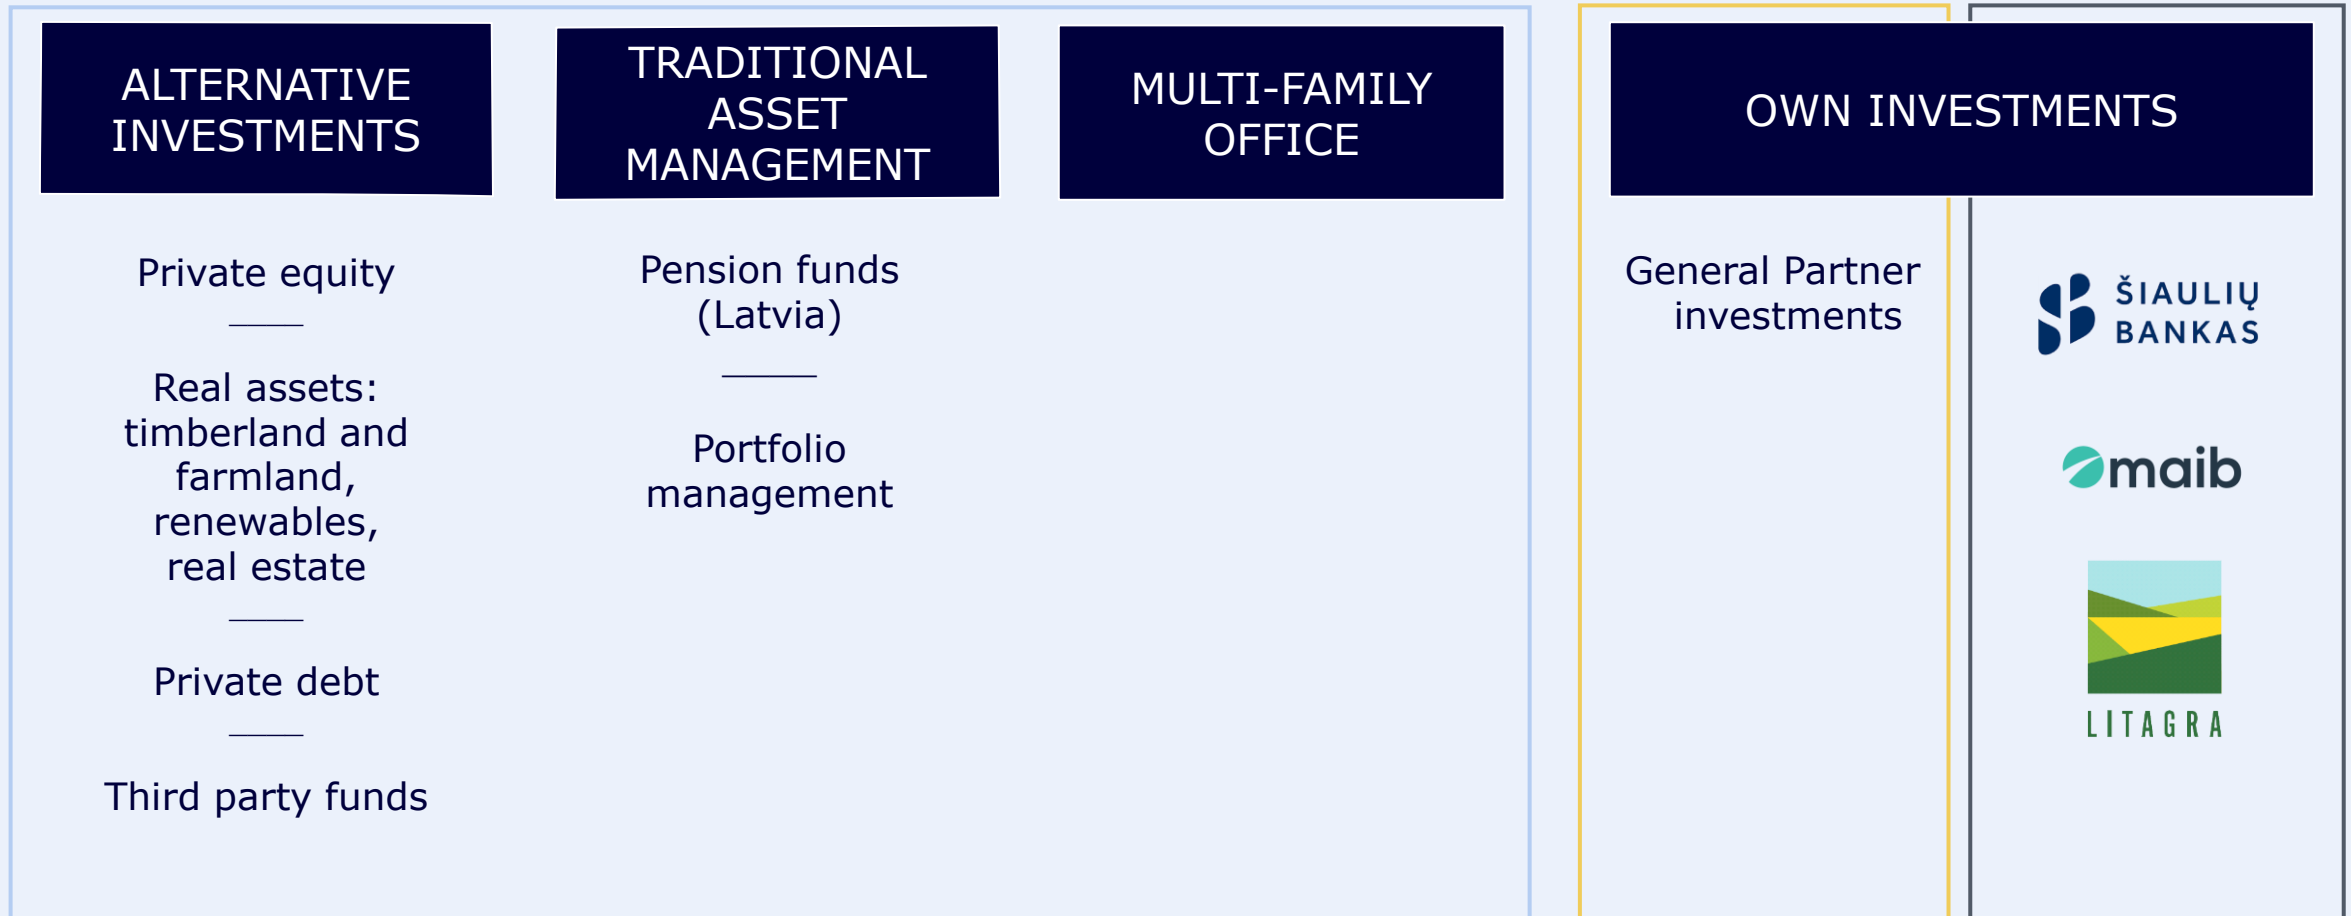 ALTERNATIVE
INVESTMENTS
Private equity
Real assets:
timberland and
farmland,
renewables,
real estate
Private debt
Third party funds
TRADITIONAL
ASSET
MANAGEMENT
Pension funds
(Latvia)
Portfolio
management
MULTI-FAMILY
OFFICE
OWN INVESTMENTS
General Partner
investments
ŠIAULIŲ
BANKAS
maib
LITAGRA